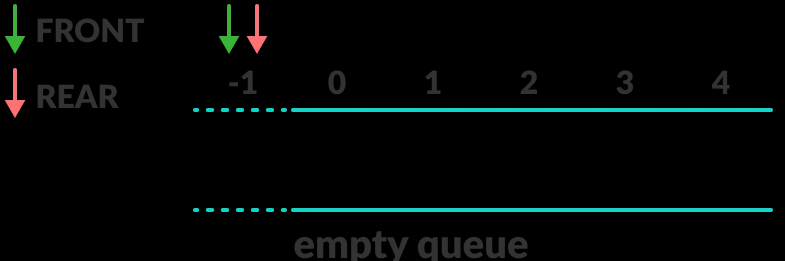 FRONT
REAR
-1 0 1 2 3 4
empty queue